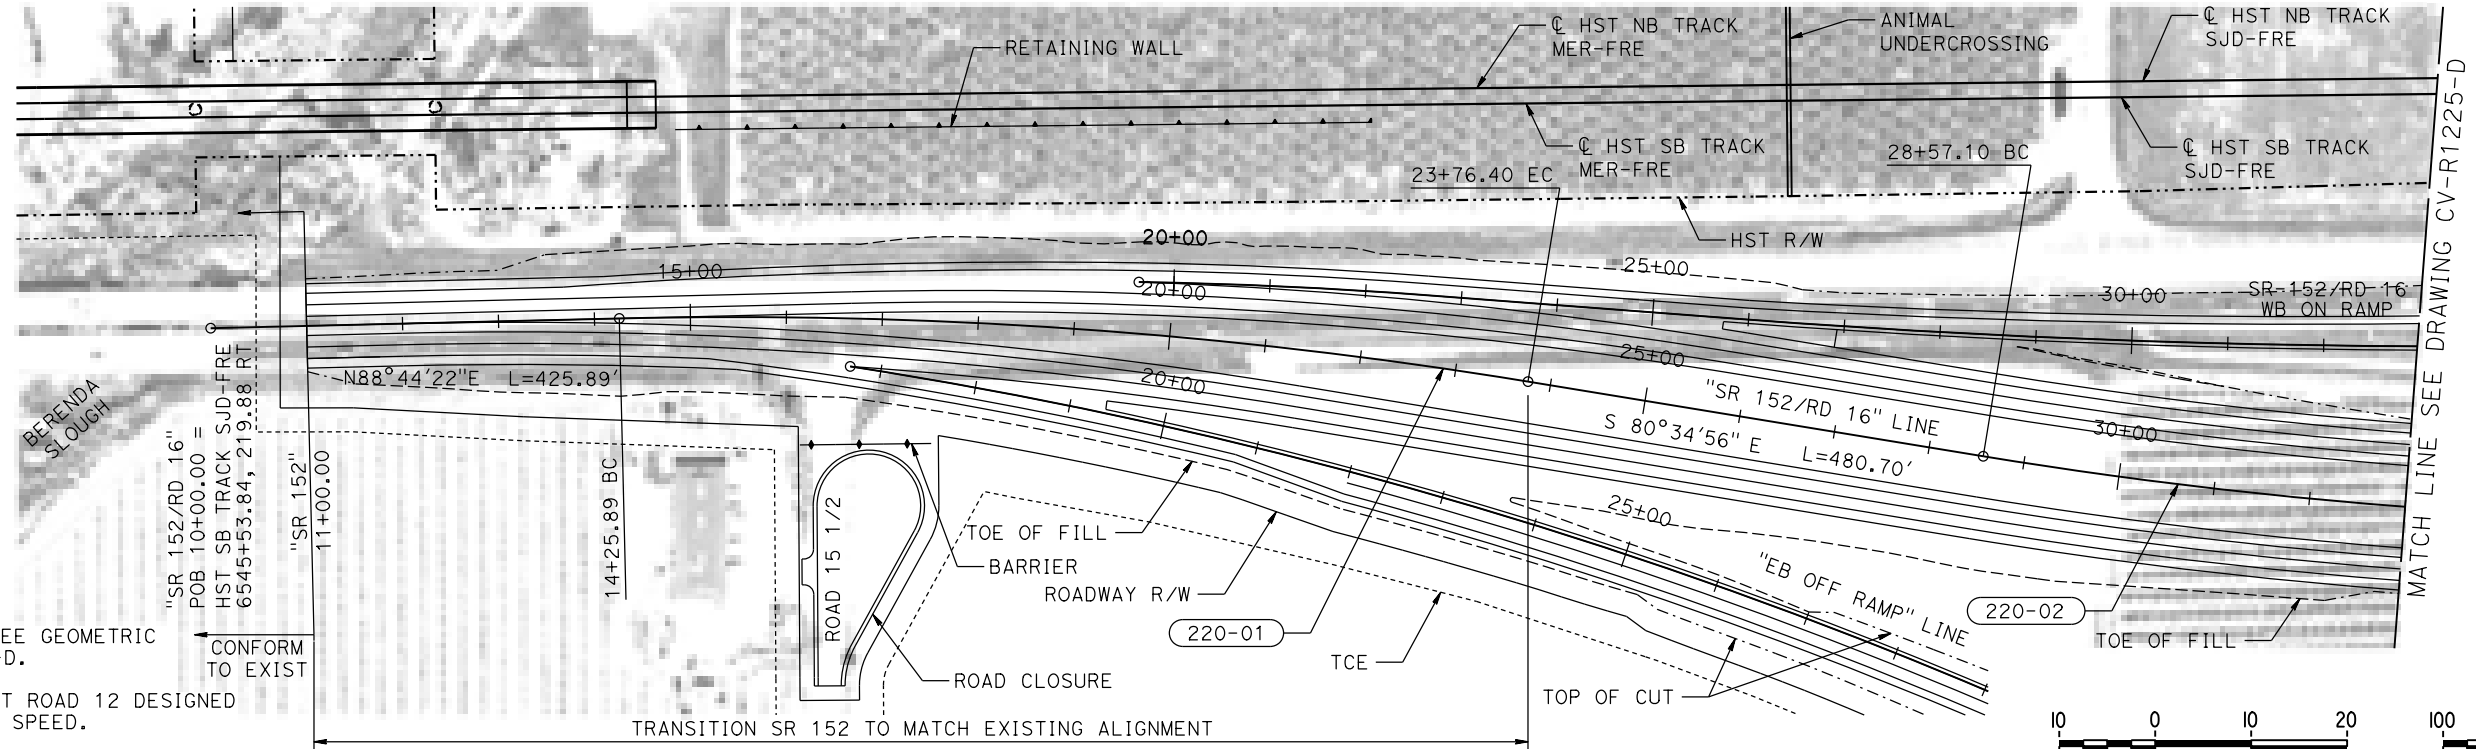 ℄ HST NB TRACK
MER-FRE
ANIMAL
UNDERCROSSING
℄ HST NB TRACK
SJD-FRE
RETAINING WALL
℄ HST SB TRACK
MER-FRE
℄ HST SB TRACK
SJD-FRE
23+76.40 EC
28+57.10 BC
HST R/W
20+00
15+00
25+00
20+00
30+00
SR-152/RD 16
WB ON RAMP
25+00
20+00
N88°44'22"E L=425.89'
"SR 152/RD 16" LINE
S 80°34'56" E L=480.70'
30+00
25+00
BERENDA
SLOUGH
"SR 152/RD 16"
POB 10+00.00 =
HST SB TRACK SJD-FRE
6545+53.84, 219.88 RT
"SR 152"
11+00.00
14+25.89 BC
ROAD 15 1/2
TOE OF FILL
BARRIER
ROADWAY R/W
220-01
TCE
"EB OFF RAMP" LINE
220-02
TOE OF FILL
TOP OF CUT
ROAD CLOSURE
EE GEOMETRIC
-D.
CONFORM
TO EXIST
T ROAD 12 DESIGNED
SPEED.
TRANSITION SR 152 TO MATCH EXISTING ALIGNMENT
MATCH LINE SEE DRAWING CV-R1225-D
10 0 10 20 100